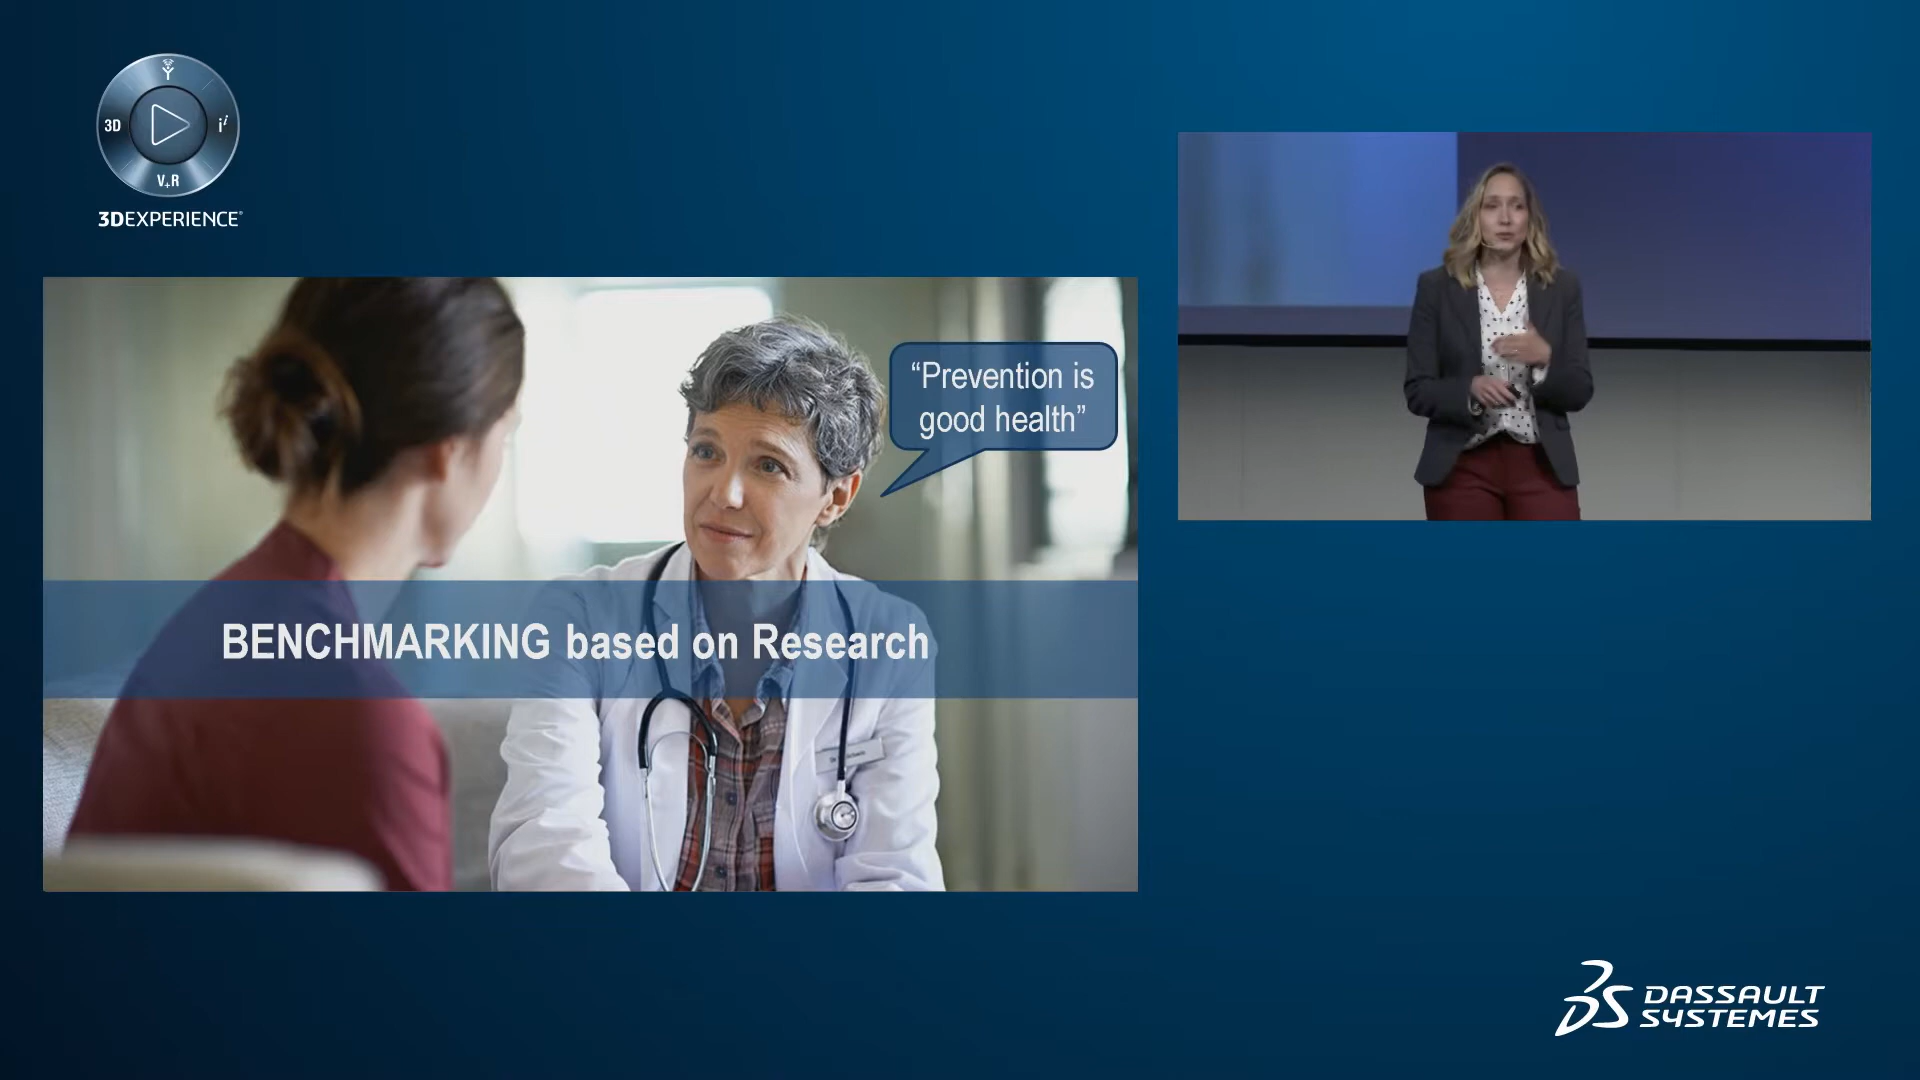 3D
i
V+R
3DEXPERIENCE
“Prevention is
good health”
BENCHMARKING based on Research
DASSAULT
SYSTEMES